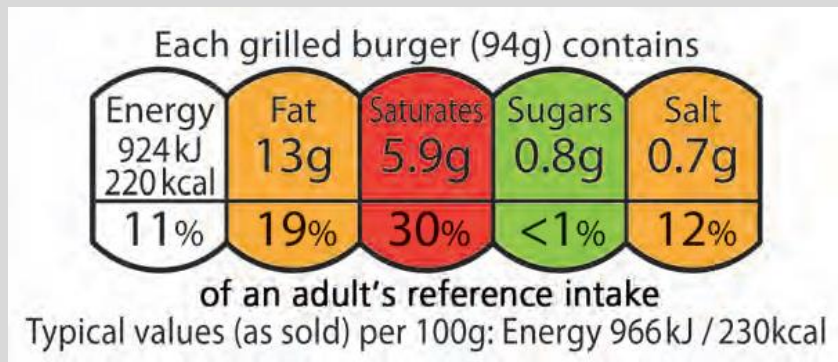 Each grilled burger (94g) contains
Energy Fat Saturates Sugars Salt
924kJ 13g 5.9g 0.8g 0.7g
220kcal
11% 19% 30% <1% 12%
of an adult's reference intake
Typical values (as sold) per 100g: Energy 966kJ / 230kcal